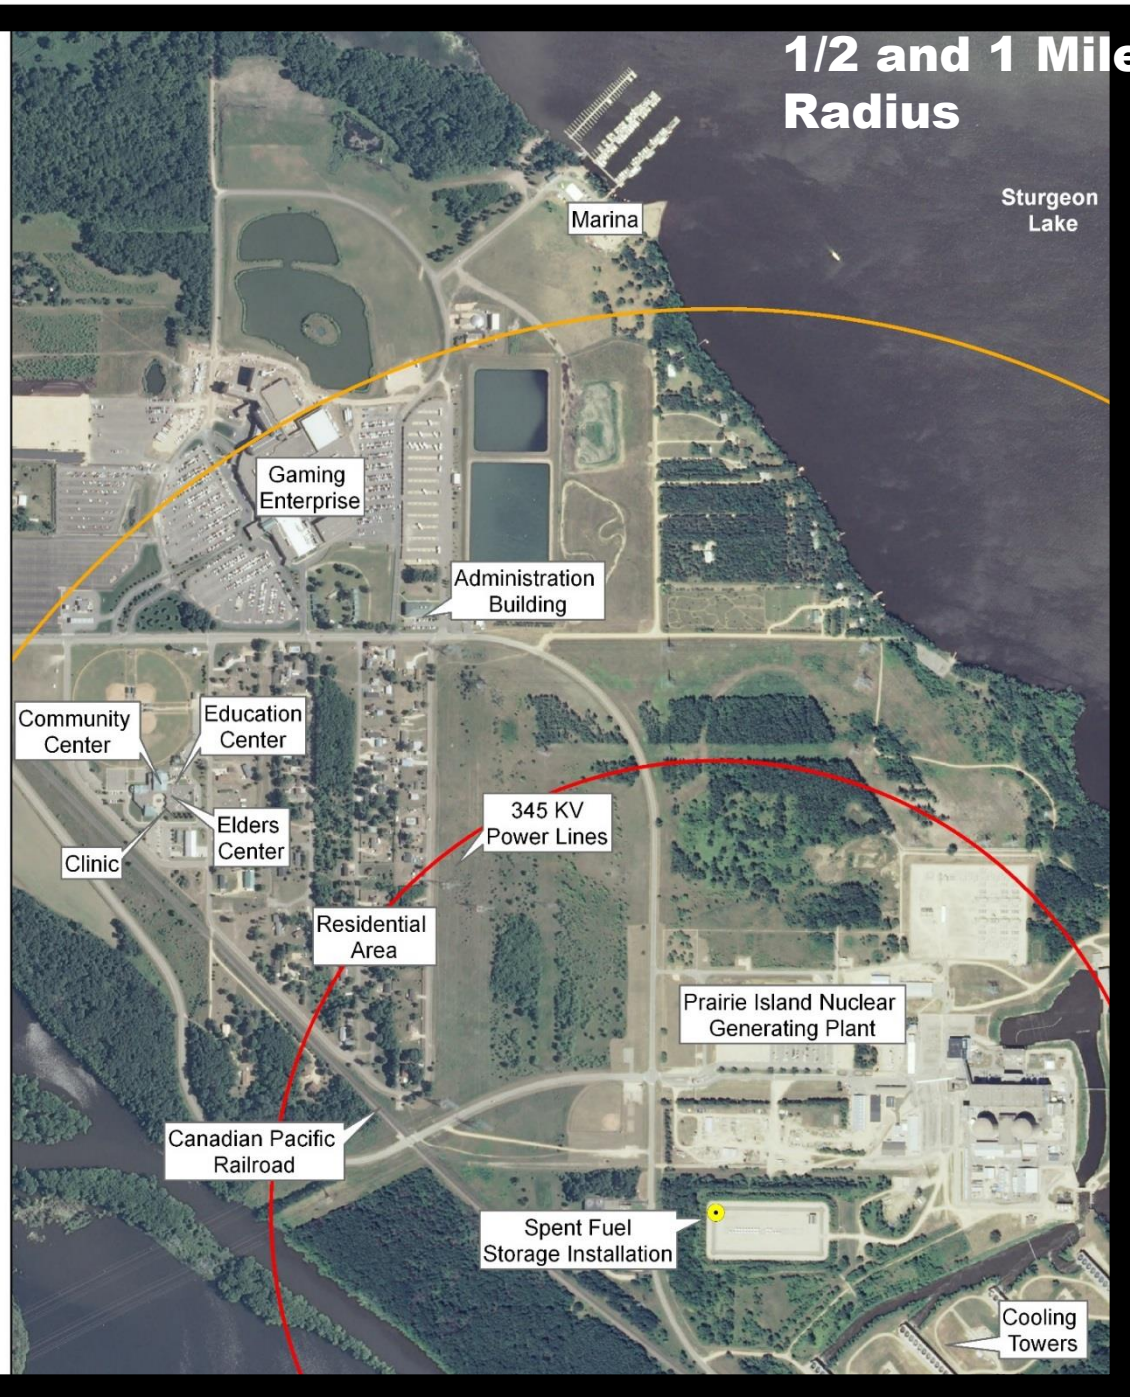 1/2 and 1 Mile
Radius
Sturgeon
Lake
Marina
Gaming
Enterprise
Administration
Building
Community
Center
Education
Center
Elders
Center
Clinic
345 KV
Power Lines
Residential
Area
Prairie Island Nuclear
Generating Plant
Canadian Pacific
Railroad
Spent Fuel
Storage Installation
Cooling
Towers